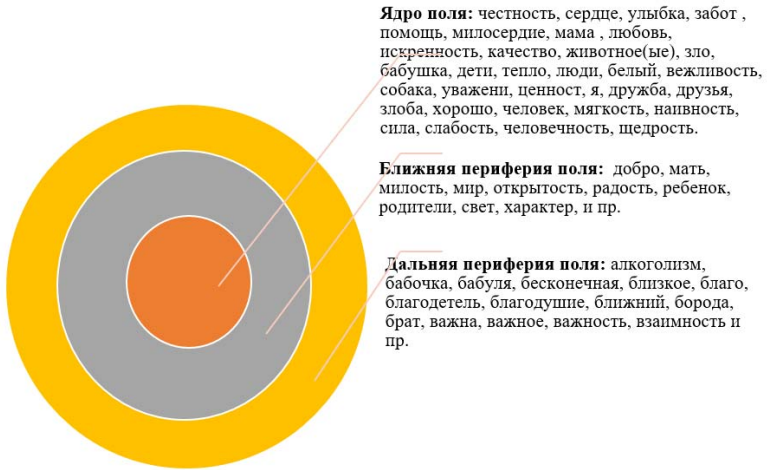 Ядро поля: честность, сердце, улыбка, забот ,
помощь, милосердие, мама , любовь,
искренность, качество, животное(ые), зло,
бабушка, дети, тепло, люди, белый, вежливость,
собака, уважени, ценност, я, дружба, друзья,
злоба, хорошо, человек, мягкость, наивность,
сила, слабость, человечность, щедрость.
Ближняя периферия поля: добро, мать,
милость, мир, открытость, радость, ребенок,
родители, свет, характер, и пр.
Дальняя периферия поля: алкоголизм,
бабочка, бабуля, бесконечная, близкое, благо,
благодетель, благодушие, ближний, борода,
брат, важна, важное, важность, взаимность и
пр.